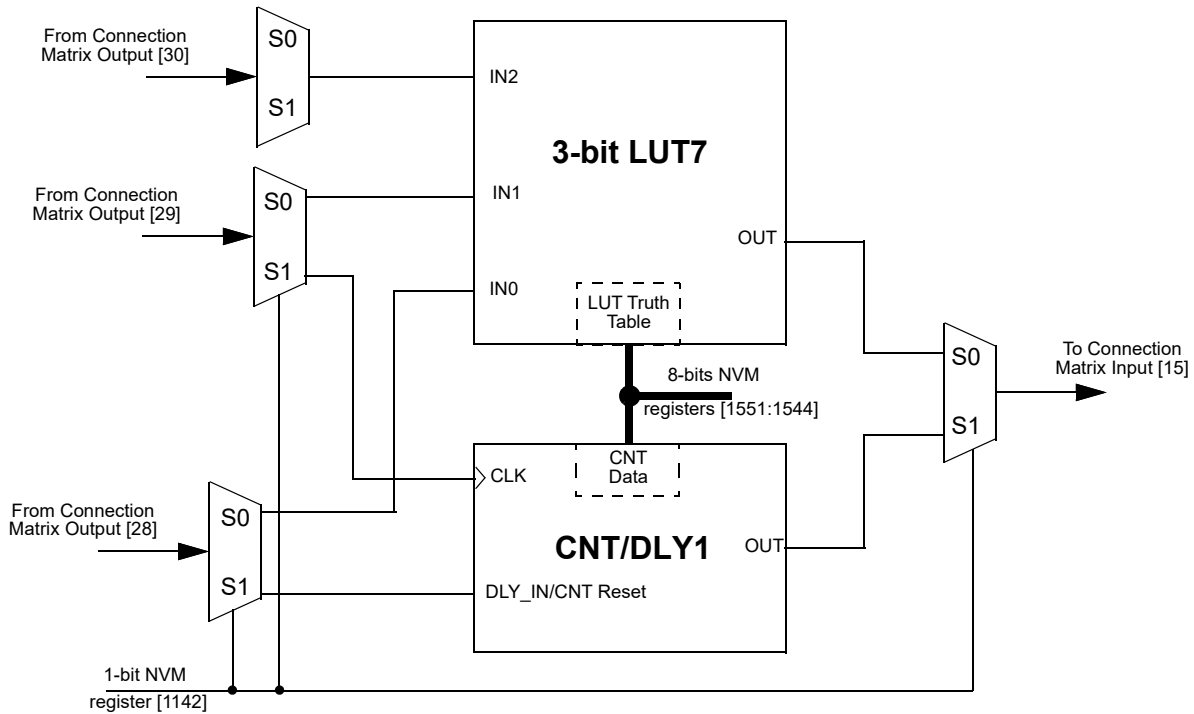 From Connection
Matrix Output [30]
S0
S1
IN2
3-bit LUT7
From Connection
Matrix Output [29]
S0
S1
IN1
IN0
OUT
LUT Truth
Table
S0
S1
To Connection
Matrix Input [15]
8-bits NVM
registers [1551:1544]
CNT
Data
CLK
From Connection
Matrix Output [28]
S0
S1
CNT/DLY1
OUT
DLY_IN/CNT Reset
1-bit NVM
register [1142]